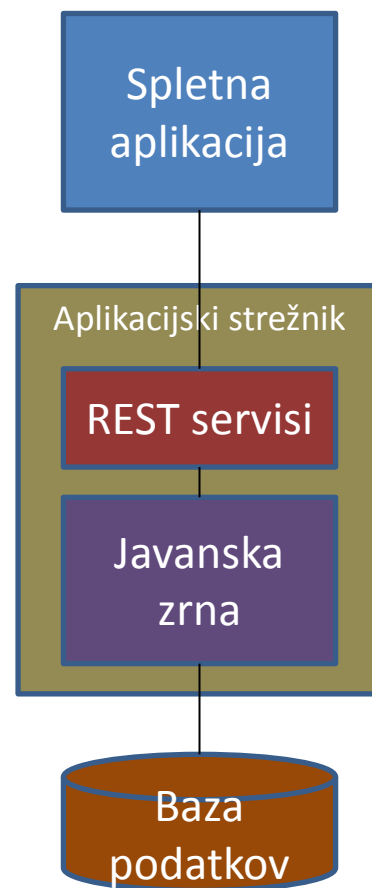 Spletna
aplikacija
Aplikacijski strežnik
REST servisi
Javanska
zrna
Baza
podatkov